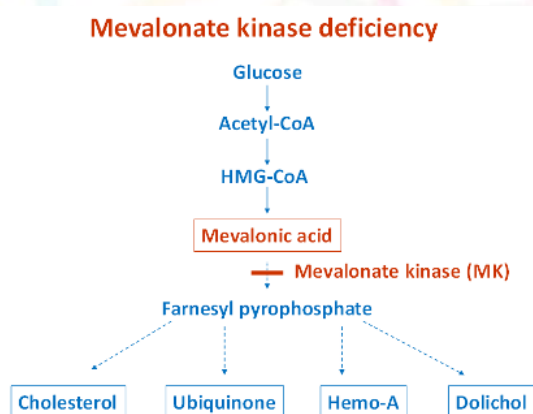 Mevalonate kinase deficiency
Glucose
Acetyl-CoA
HMG-CoA
Mevalonic acid
Mevalonate kinase (MK)
Farnesyl pyrophosphate
Cholesterol
Ubiquinone
Hemo-A
Dolichol